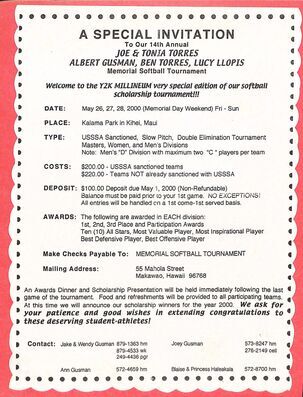 A SPECIAL INVITATION
To Our 14th Annual
JOE & TONIA TORRES
ALBERT GUSMAN, BEN TORRES, LUCY LLOPIS
Memorial Softball Tournament
Welcome to the Y2K MILLINEUM very special edition of our softball
scholarship tournament!!!
DATE: May 26, 27, 28, 2000 (Memorial Day Weekend) Fri - Sun
PLACE: Kalama Park in Kihei, Maui
TYPE: USSSA Sanctioned, Slow Pitch, Double Elimination Tournament
Masters, Women, and Men's Divisions
Note: Men's "D" Division with maximum two "C" players per team
COSTS: $200.00 - USSSA sanctioned teams
$220.00 - Teams NOT already sanctioned with USSSA
DEPOSIT: $100.00 Deposit due May 1, 2000 (Non-Refundable)
Balance must be paid prior to your 1st game. NO EXCEPTIONS!
All entries will be handled on a 1st come-1st served basis.
AWARDS: The following are awarded in EACH division:
1st, 2nd, 3rd Place and Participation Awards
Ten (10) All Stars, Most Valuable Player, Most Inspirational Player
Best Defensive Player, Best Offensive Player
Make Checks Payable To: MEMORIAL SOFTBALL TOURNAMENT
Mailing Address: 55 Mahola Street
Makawao, Hawaii 96768
An Awards Dinner and Scholarship Presentation will be held immediately following the last
game of the tournament. Food and refreshments will be provided to all participating teams.
At this time we will announce our scholarship winners for the year 2000. We ask for
your patience and good wishes in extending congratulations to
these deserving student-athletes!
Contact: Jake & Wendy Gusman 879-1363 hm Joey Gusman 573-8247 hm
879-4533 wk 276-2149 cell
249-4436 pgr
Ann Gusman 572-4659 hm Blaise & Princess Haleakala 572-8700 hm